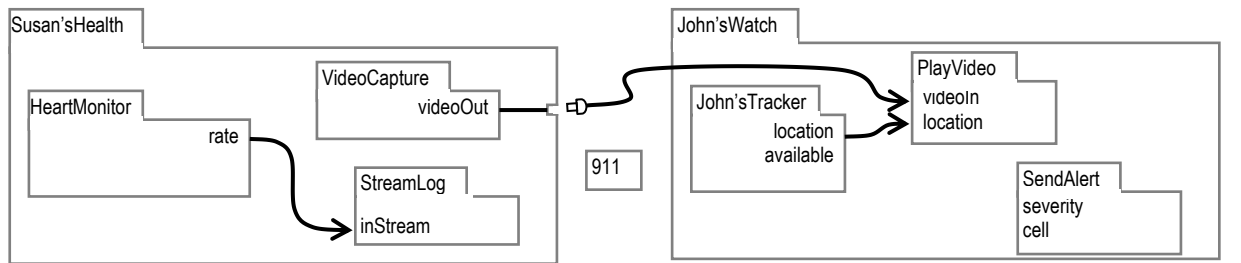 Susan'sHealth
HeartMonitor
rate
VideoCapture
videoOut
StreamLog
inStream
911
John'sWatch
John'sTracker
location
available
PlayVideo
videoIn
location
SendAlert
severity
cell